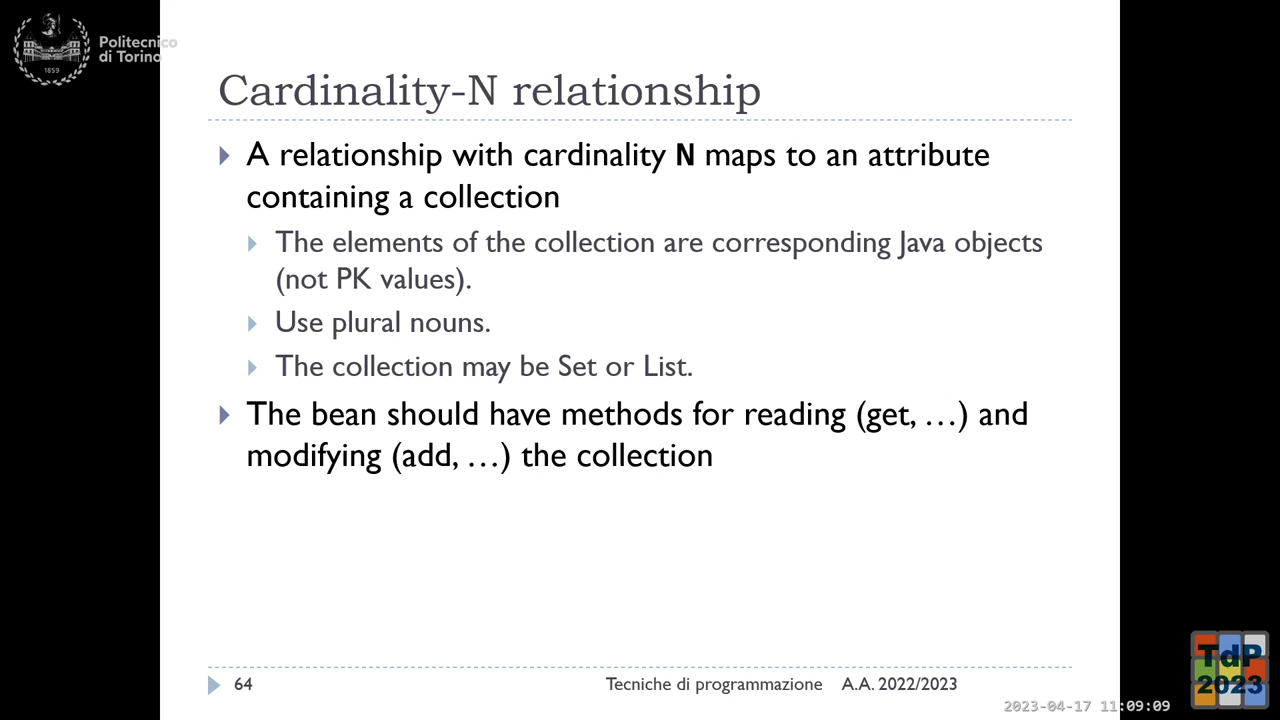 Politecnico
di Torino
1859
Cardinality-N relationship
A relationship with cardinality N maps to an attribute
containing a collection
The elements of the collection are corresponding Java objects
(not PK values).
Use plural nouns.
The collection may be Set or List.
The bean should have methods for reading (get, …) and
modifying (add, …) the collection
64
Tecniche di programmazione A.A. 2022/2023
2023-04-17 11:09:09
TdP
2023